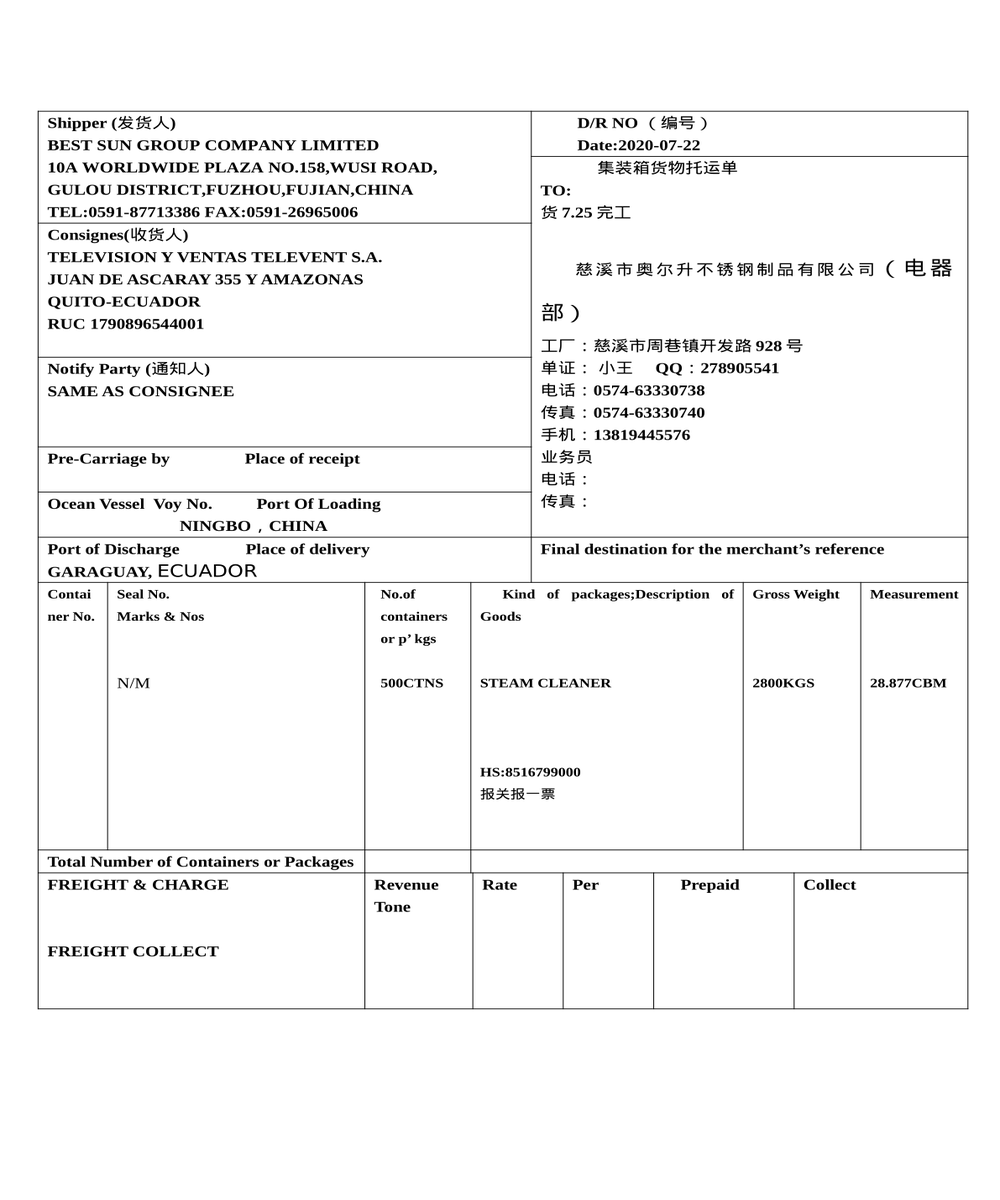 Shipper (发货人)
BEST SUN GROUP COMPANY LIMITED
10A WORLDWIDE PLAZA NO.158,WUSI ROAD,
GULOU DISTRICT,FUZHOU,FUJIAN,CHINA
TEL:0591-87713386 FAX:0591-26965006
D/R NO （编号）
Date:2020-07-22
集装箱货物托运单
TO:
货 7.25 完工
慈溪市奥尔升不锈钢制品有限公司（电器
部）
工厂：慈溪市周巷镇开发路 928 号
单证： 小王 QQ：278905541
电话：0574-63330738
传真：0574-63330740
手机：13819445576
业务员
电话：
传真：
Consignes(收货人)
TELEVISION Y VENTAS TELEVENT S.A.
JUAN DE ASCARAY 355 Y AMAZONAS
QUITO-ECUADOR
RUC 1790896544001
Notify Party (通知人)
SAME AS CONSIGNEE
Pre-Carriage by Place of receipt
Ocean Vessel Voy No. Port Of Loading
NINGBO，CHINA
Port of Discharge Place of delivery
GARAGUAY, ECUADOR
Final destination for the merchant’s reference
Contai
ner No.
Seal No.
Marks & Nos
N/M
No.of
containers
or p’ kgs
500CTNS
Kind of packages;Description of
Goods
STEAM CLEANER
HS:8516799000
报关报一票
Gross Weight
2800KGS
Measurement
28.877CBM
Total Number of Containers or Packages
FREIGHT & CHARGE
FREIGHT COLLECT
Revenue
Tone
Rate
Per
Prepaid
Collect